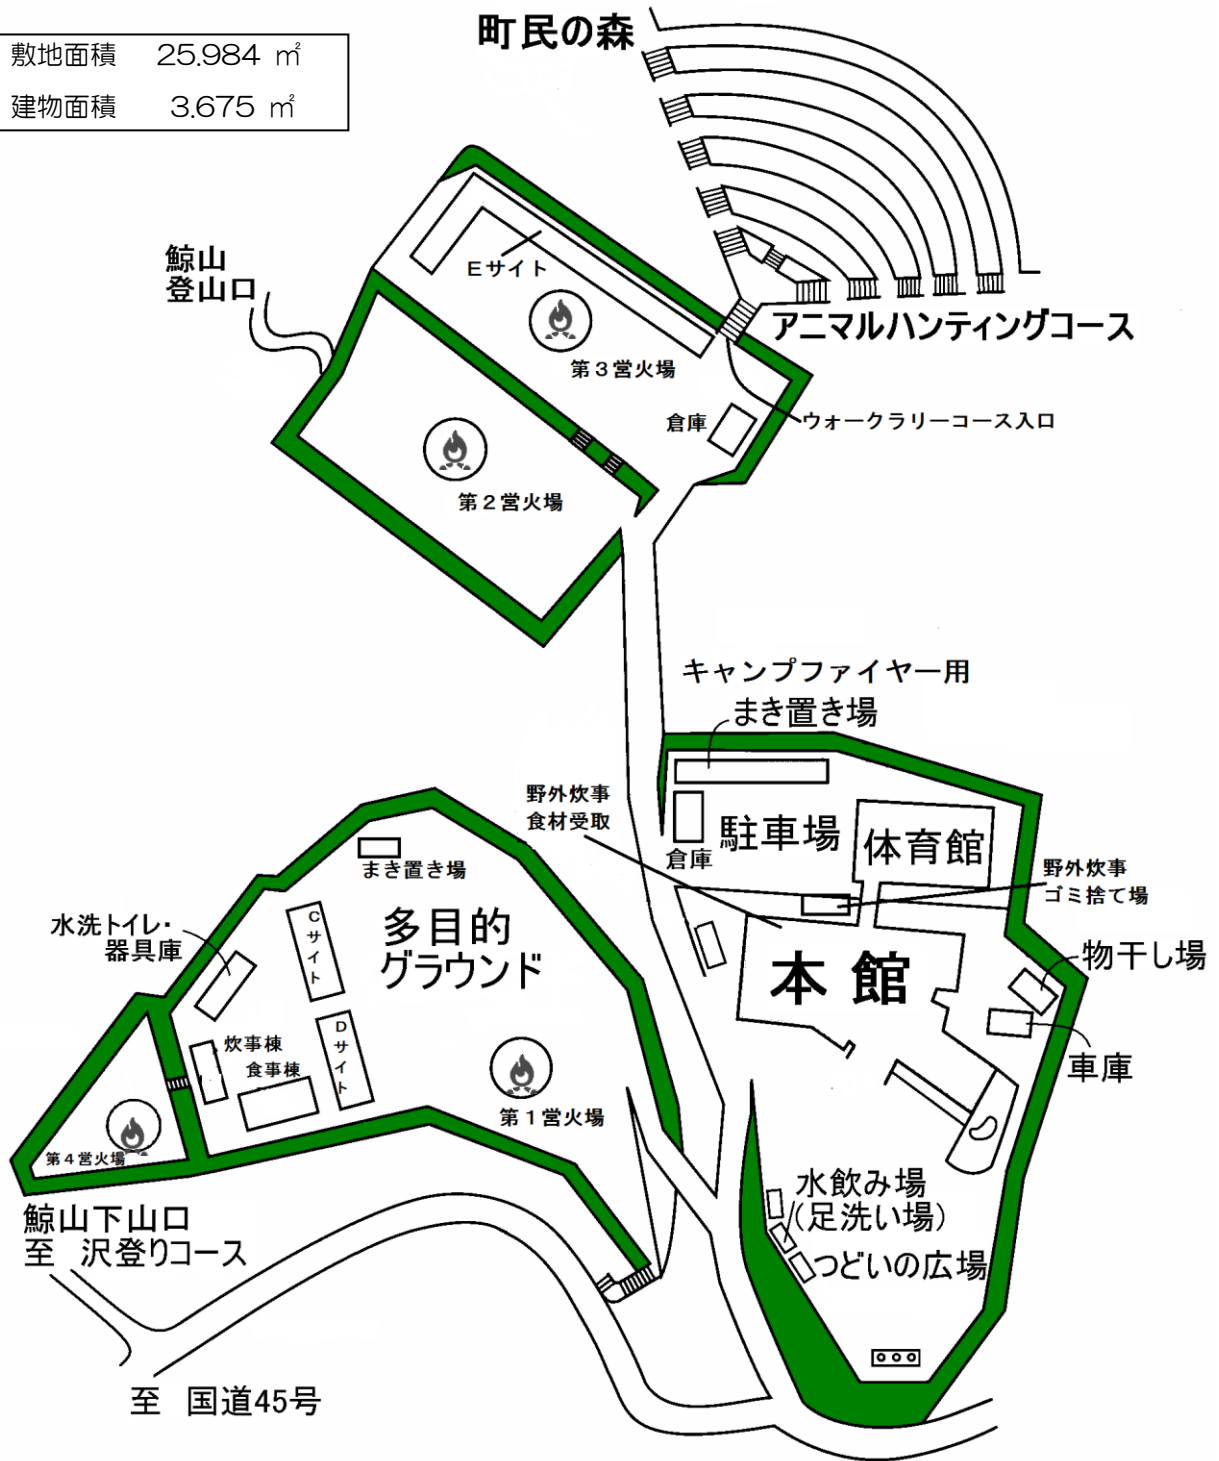 町民の森
敷地面積 25.984 ㎡
建物面積 3.675 ㎡
鯨山
登山口
Eサイト
アニマルハンティングコース
第3営火場
倉庫
ウォークラリーコース入口
第2営火場
キャンプファイヤー用
まき置き場
野外炊事
食材受取
駐車場
体育館
倉庫
まき置き場
野外炊事
ゴミ捨て場
水洗トイレ・
器具庫
Cサイト
多目的
グラウンド
本館
物干し場
炊事棟
食事棟
Dサイト
車庫
第1営火場
第4営火場
水飲み場
(足洗い場)
つどいの広場
鯨山下山口
至 沢登りコース
至 国道45号